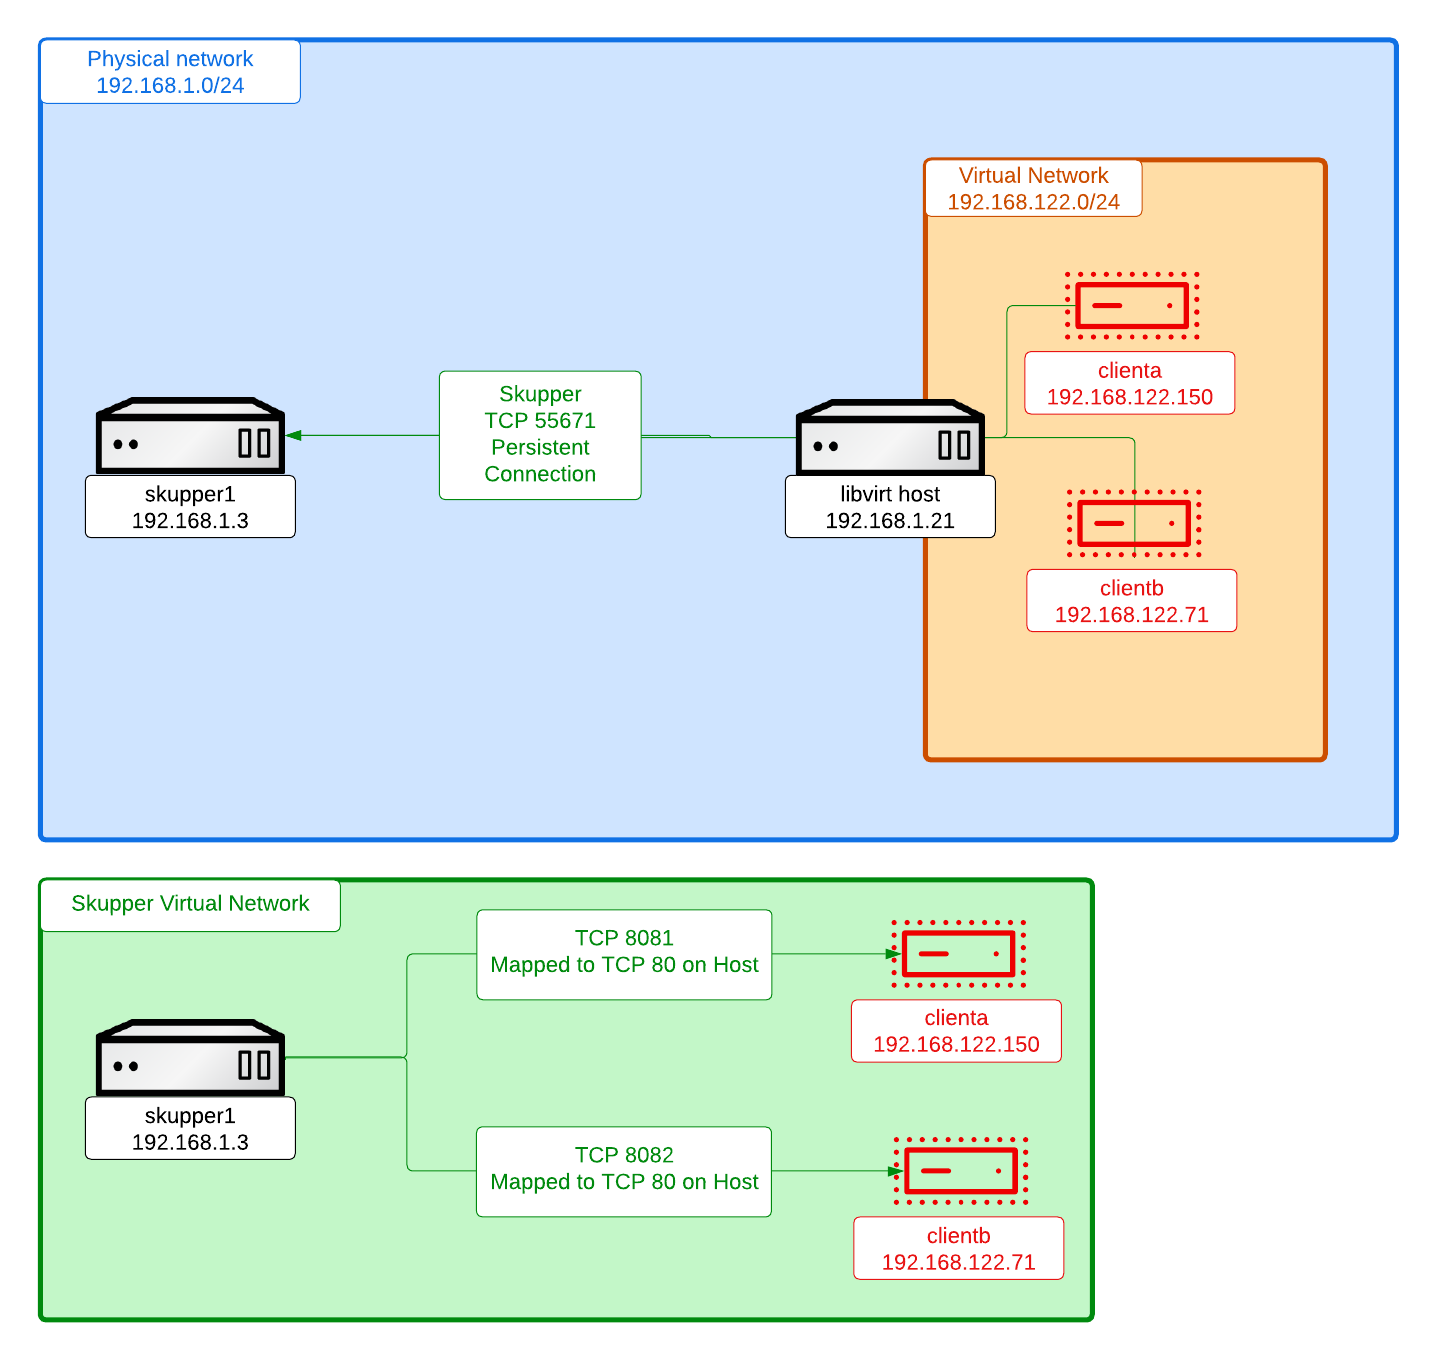 Physical network
192.168.1.0/24
Virtual Network
192.168.122.0/24
clienta
192.168.122.150
Skupper
TCP 55671
Persistent
Connection
skupper1
192.168.1.3
libvirt host
192.168.1.21
clientb
192.168.122.71
Skupper Virtual Network
TCP 8081
Mapped to TCP 80 on Host
clienta
192.168.122.150
skupper1
192.168.1.3
TCP 8082
Mapped to TCP 80 on Host
clientb
192.168.122.71